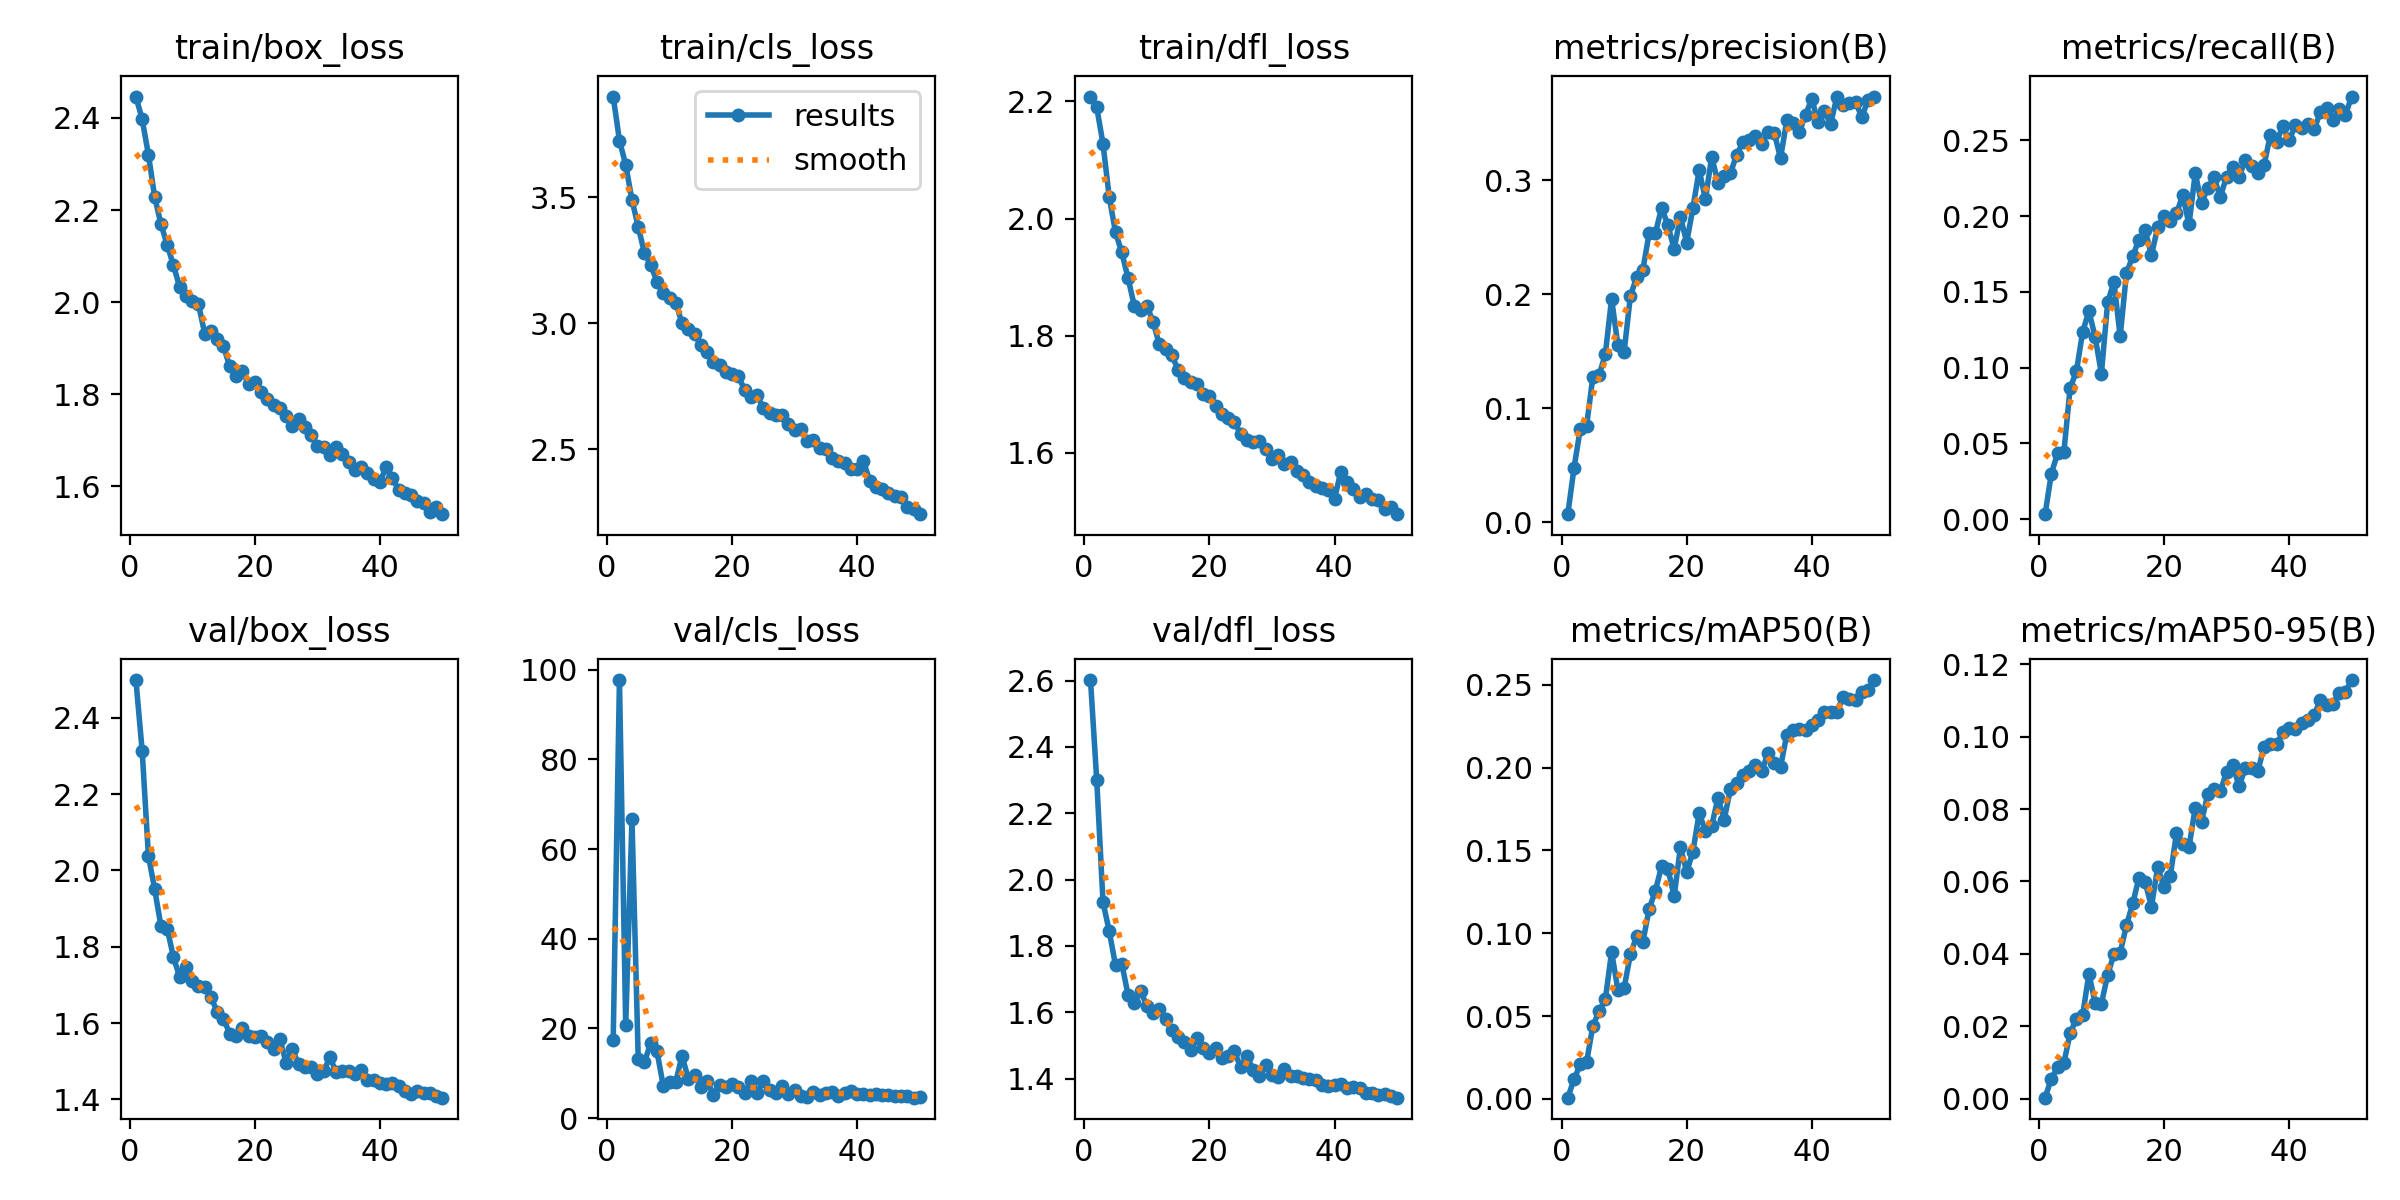 train/box_loss
2.4
2.2
2.0
1.8
1.6
0 20 40
train/cls_loss
results
smooth
3.5
3.0
2.5
0 20 40
train/dfl_loss
2.2
2.0
1.8
1.6
0 20 40
metrics/precision(B)
0.3
0.2
0.1
0.0
0 20 40
metrics/recall(B)
0.25
0.20
0.15
0.10
0.05
0.00
0 20 40
val/box_loss
2.4
2.2
2.0
1.8
1.6
1.4
0 20 40
val/cls_loss
100
80
60
40
20
0
0 20 40
val/dfl_loss
2.6
2.4
2.2
2.0
1.8
1.6
1.4
0 20 40
metrics/mAP50(B)
0.25
0.20
0.15
0.10
0.05
0.00
0 20 40
metrics/mAP50-95(B)
0.12
0.10
0.08
0.06
0.04
0.02
0.00
0 20 40